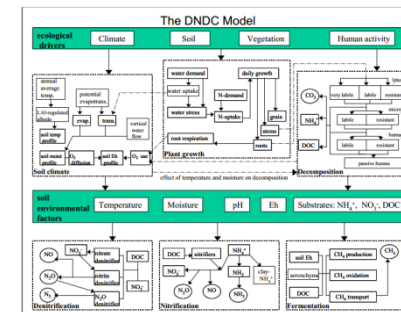 The DNDC Model
ecological drivers
Climate
Soil
Vegetation
Human activity
annual average temp.
potential evapotrans.
LAI-regulated albedo
evap.
trans.
vertical water flow
soil temp profile
soil moist profile
O₂ diffusion
soil Eh profile
O₂ use
Soil climate
water demand
daily growth
water uptake
N-demand
water stress
N-uptake
grain
stems
root respiration
roots
Plant growth
CO₂
NH₄⁺
DOC
very labile
labile
resistant
labile
resistant
labile
resistant
passive humus
Decomposition
effect of temperature and moisture on decomposition
soil environmental factors
Temperature
Moisture
pH
Eh
Substrates: NH₄⁺, NO₃⁻, DOC
NO
N₂O
N₂
NO₃⁻
nitrate denitrifier
nitrite denitrifier
N₂O denitrifier
DOC
NO₂⁻
Denitrification
DOC
nitrifiers
NH₄⁺
NO₃⁻
clay-NH₄⁺
N₂O
NO
NH₃
NH₃
Nitrification
CH₄
soil Eh
aerenchyma
DOC
CH₄ production
CH₄ oxidation
CH₄ transport
Fermentation